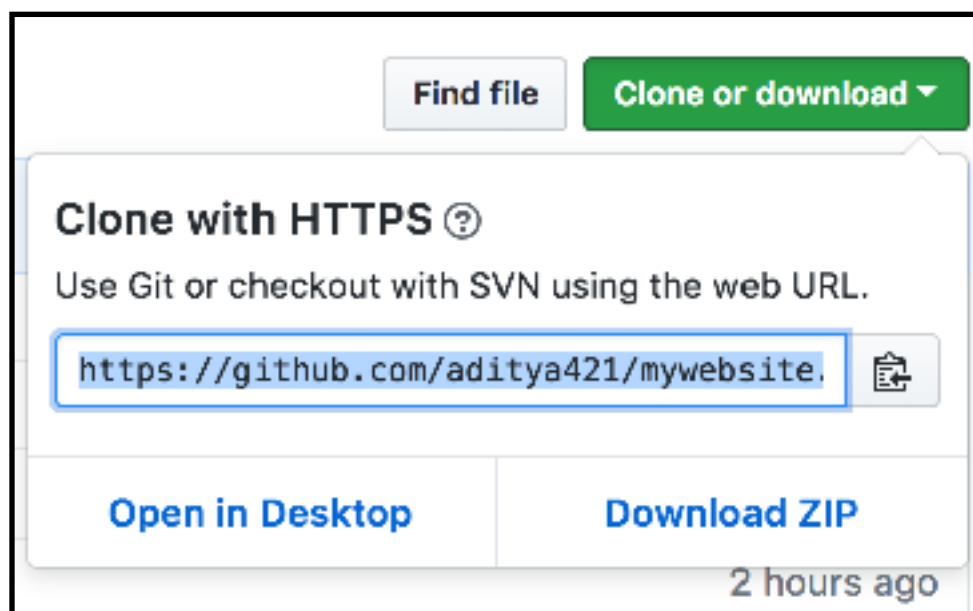 Find file
Clone or download
Clone with HTTPS
Use Git or checkout with SVN using the web URL.
https://github.com/aditya421/mywebsite.
Open in Desktop
Download ZIP
2 hours ago